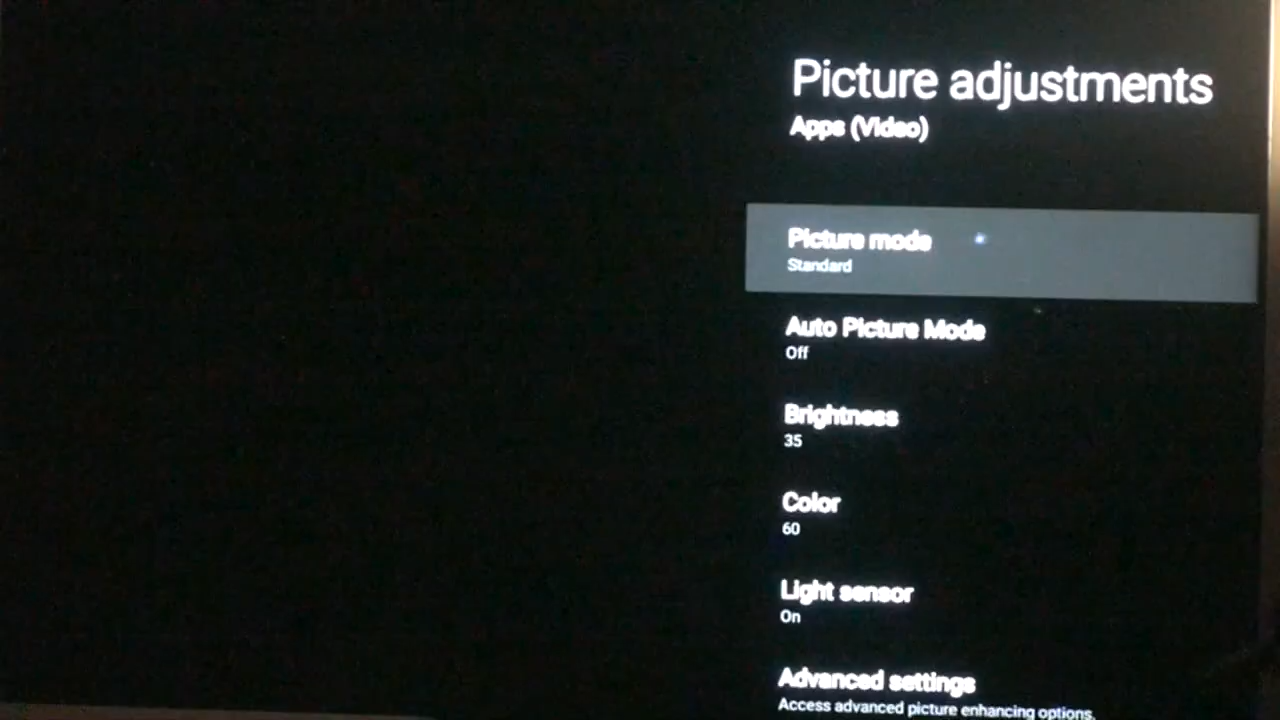 Picture adjustments
Apps (Video)
Picture mode
Standard
Auto Picture Mode
Off
Brightness
35
Color
60
Light sensor
On
Advanced settings
Access advanced picture enhancing options.